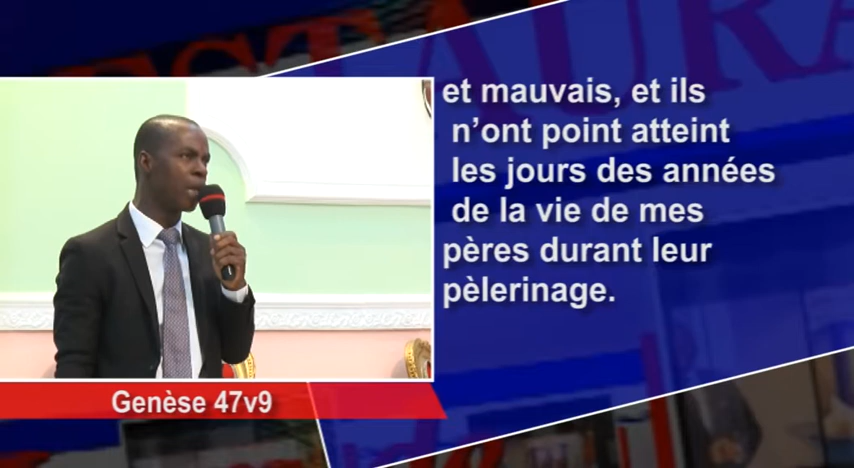 ESTAURA
et mauvais, et ils
n’ont point atteint
les jours des années
de la vie de mes
pères durant leur
pèlerinage.
Genèse 47v9